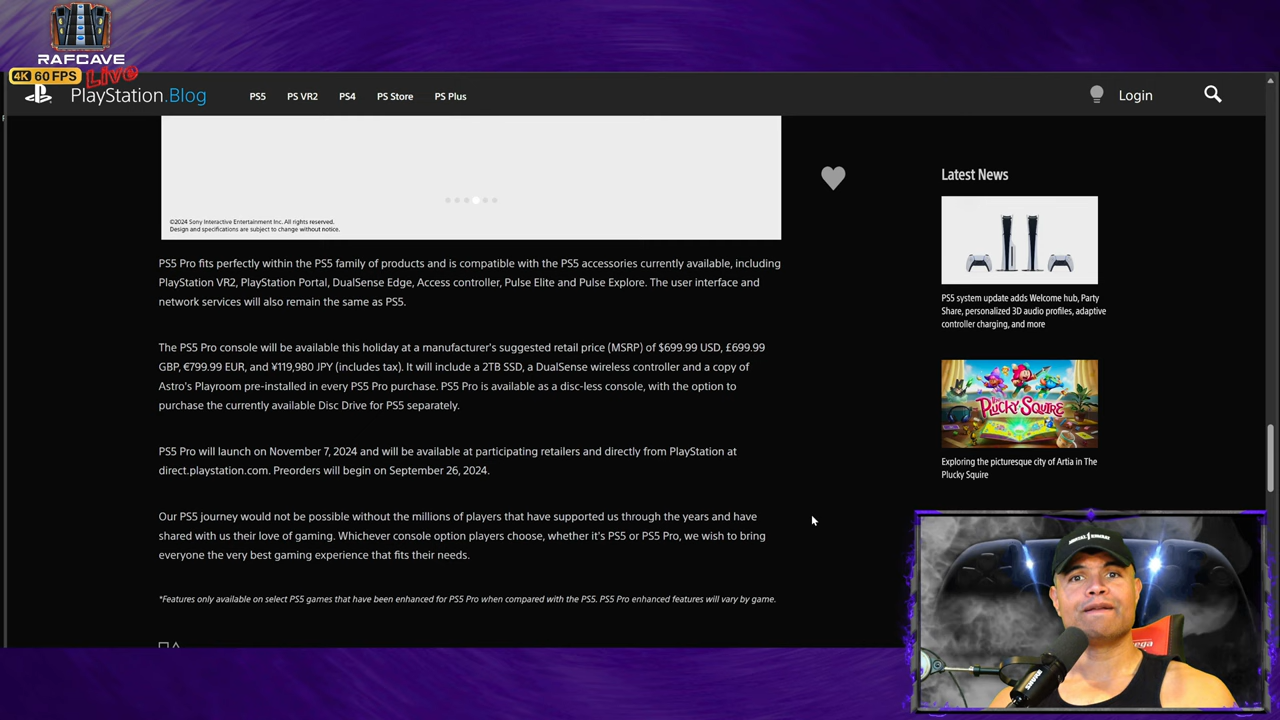 RAFCAVE
4K 60 FPS
LIVE
PlayStation.Blog
PS5
PS VR2
PS4
PS Store
PS Plus
Login
©2024 Sony Interactive Entertainment Inc. All rights reserved.
Design and specifications are subject to change without notice.
PS5 Pro fits perfectly within the PS5 family of products and is compatible with the PS5 accessories currently available, including
PlayStation VR2, PlayStation Portal, DualSense Edge, Access controller, Pulse Elite and Pulse Explore. The user interface and
network services will also remain the same as PS5.
The PS5 Pro console will be available this holiday at a manufacturer's suggested retail price (MSRP) of $699.99 USD, £699.99
GBP, €799.99 EUR, and ¥119,980 JPY (includes tax). It will include a 2TB SSD, a DualSense wireless controller and a copy of
Astro's Playroom pre-installed in every PS5 Pro purchase. PS5 Pro is available as a disc-less console, with the option to
purchase the currently available Disc Drive for PS5 separately.
PS5 Pro will launch on November 7, 2024 and will be available at participating retailers and directly from PlayStation at
direct.playstation.com. Preorders will begin on September 26, 2024.
Our PS5 journey would not be possible without the millions of players that have supported us through the years and have
shared with us their love of gaming. Whichever console option players choose, whether it's PS5 or PS5 Pro, we wish to bring
everyone the very best gaming experience that fits their needs.
*Features only available on select PS5 games that have been enhanced for PS5 Pro when compared with the PS5. PS5 Pro enhanced features will vary by game.
Latest News
PS5 system update adds Welcome hub, Party
Share, personalized 3D audio profiles, adaptive
controller charging, and more
THE
PLUCKY SQUIRE
Exploring the picturesque city of Artia in The
Plucky Squire
MORTAL KOMBAT